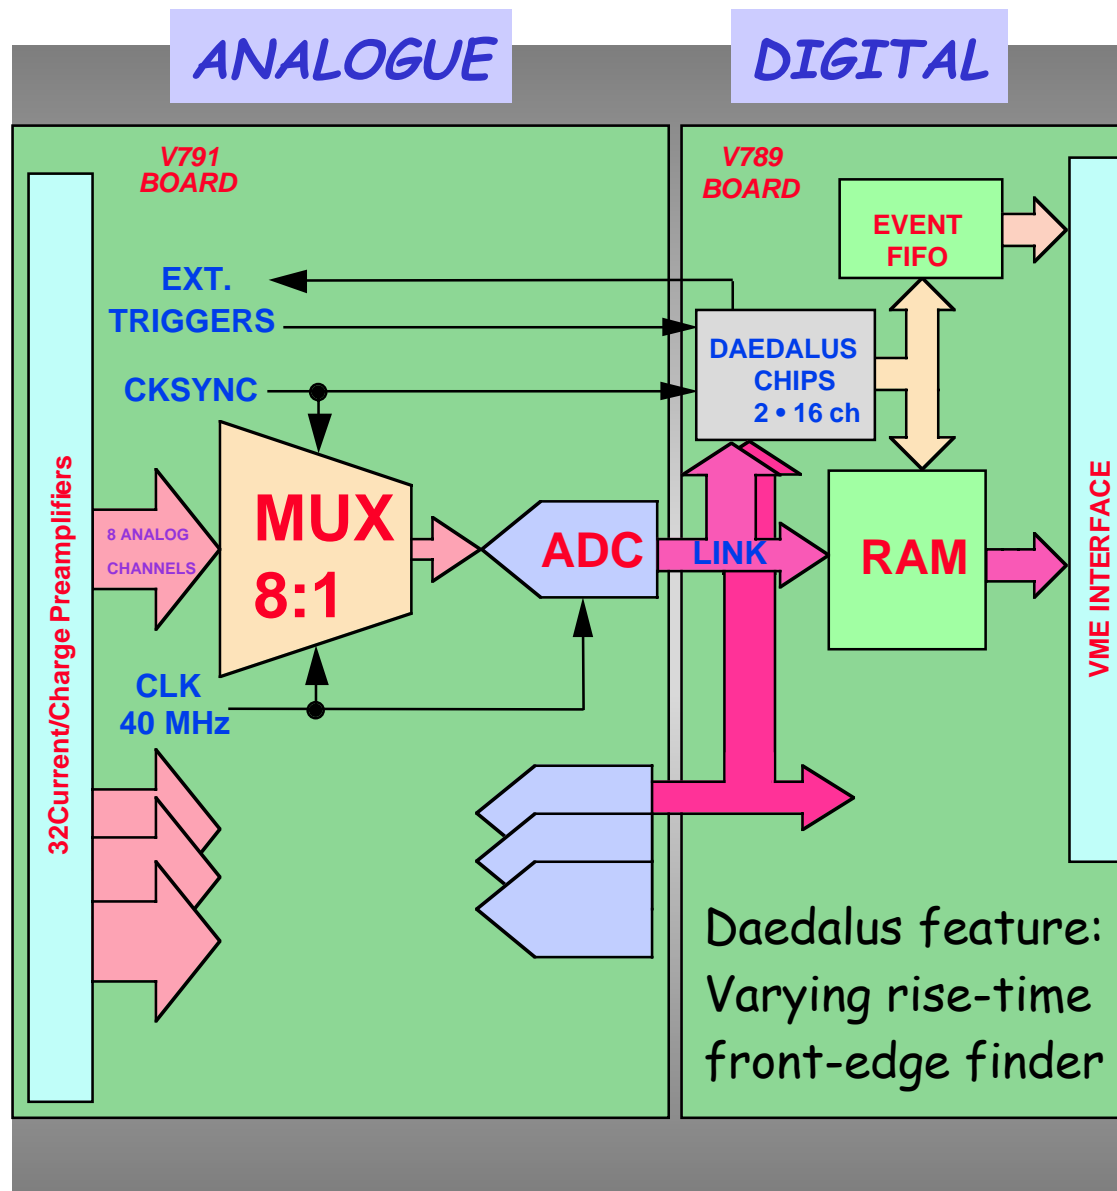 ANALOGUE
DIGITAL
V791
BOARD
V789
BOARD
EVENT
FIFO
EXT.
TRIGGERS
DAEDALUS
CHIPS
2 • 16 ch
CKSYNC
32Current/Charge Preamplifiers
8 ANALOG
CHANNELS
MUX
8:1
ADC
LINK
RAM
VME INTERFACE
CLK
40 MHz
Daedalus feature:
Varying rise-time
front-edge finder